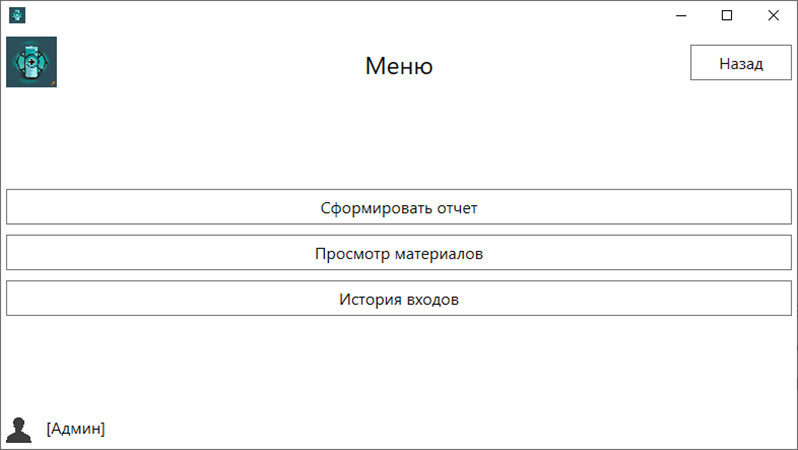 Меню
Назад
Сформировать отчет
Просмотр материалов
История входов
[Админ]